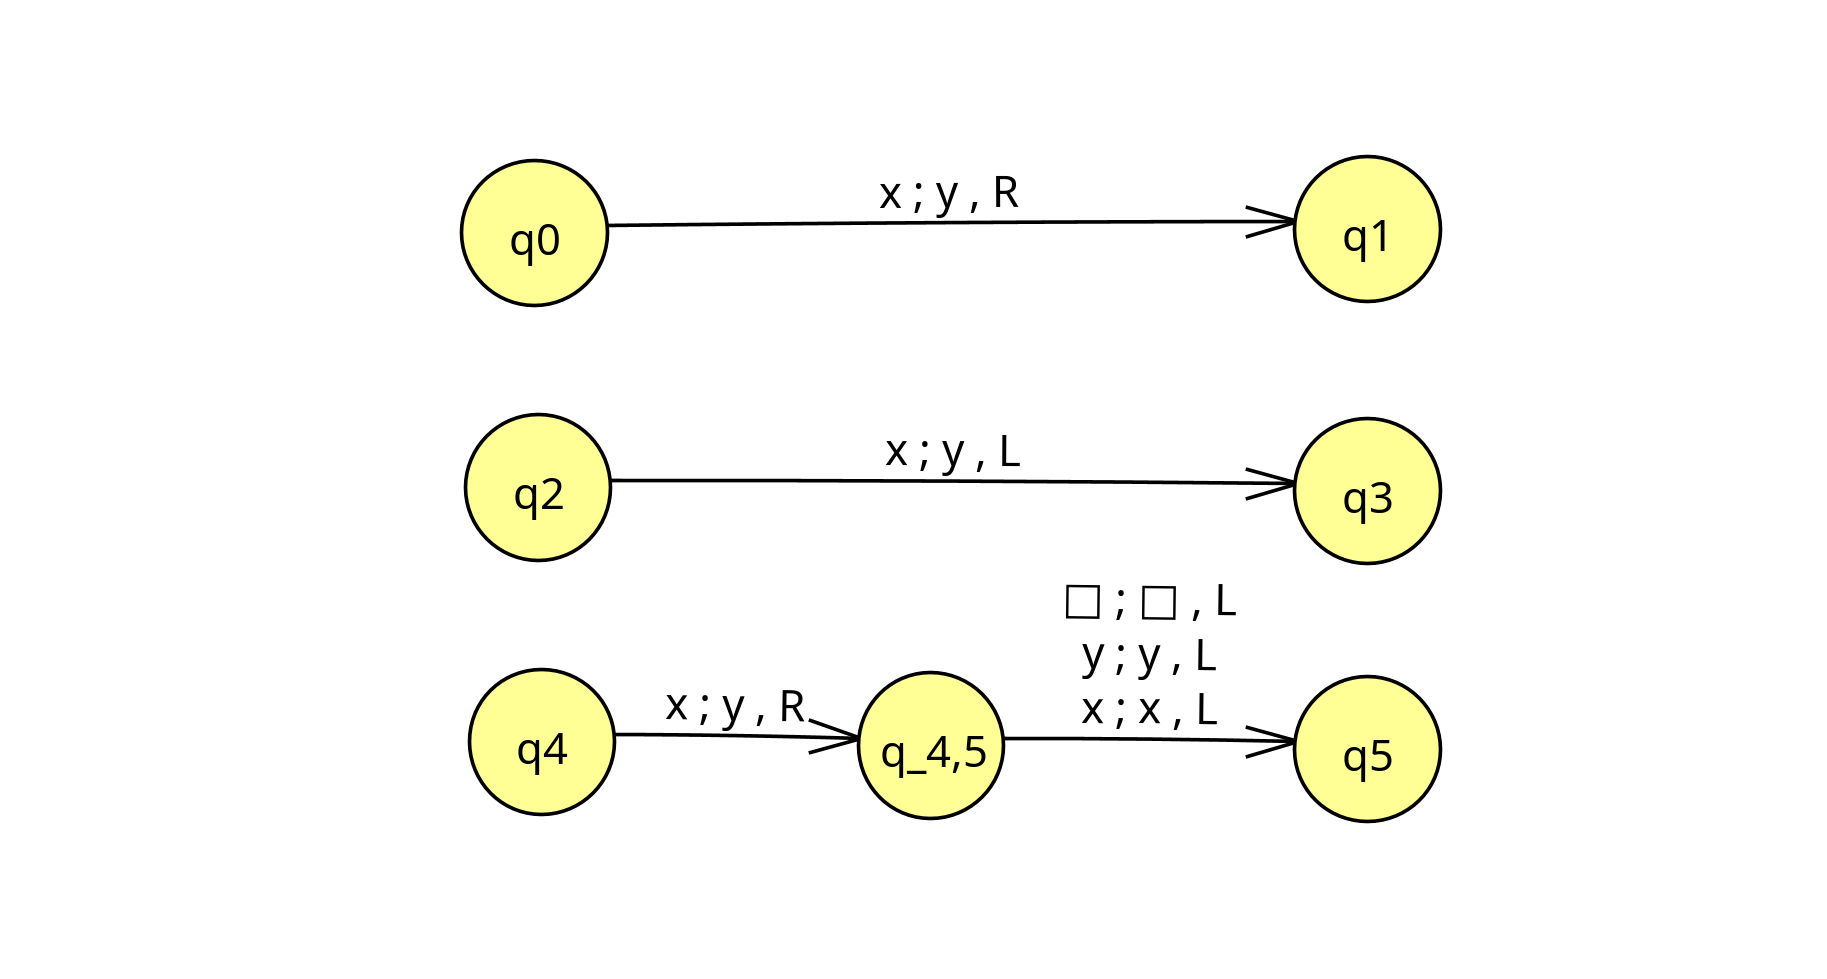 x ; y , R
q0
q1
x ; y , L
q2
q3
□ ; □ , L
y ; y , L
x ; y , R
x ; x , L
q4
q_4,5
q5